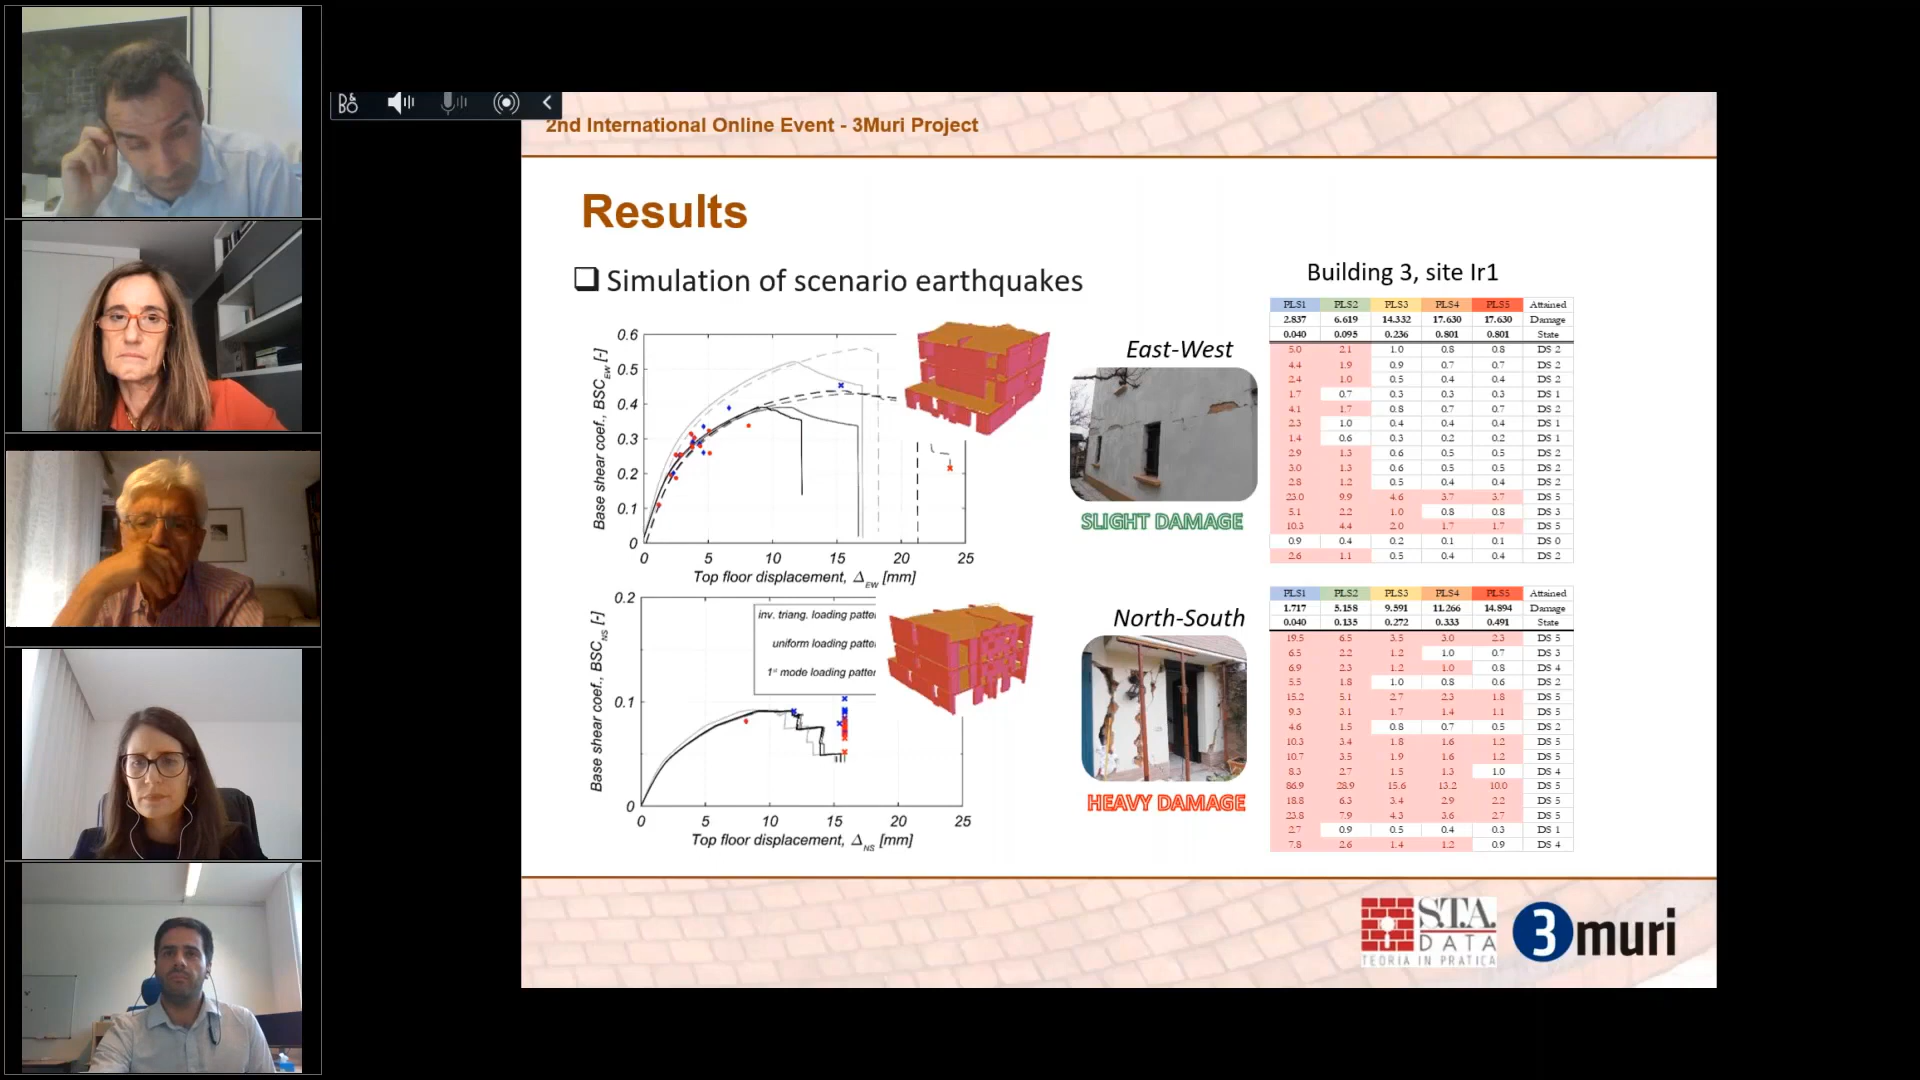 2nd International Online Event - 3Muri Project
Results
Simulation of scenario earthquakes
Building 3, site Ir1
0.6
0.5
0.4
0.3
0.2
0.1
0
Base shear coef., BSC_EW [-]
0 5 10 15 20 25
Top floor displacement, Δ_EW [mm]
East-West
SLIGHT DAMAGE
PLS1 PLS2 PLS3 PLS4 PLS5 Attained
2.837 6.619 14.332 17.630 17.630 Damage
0.040 0.095 0.236 0.801 0.801 State
5.0 2.1 1.0 0.8 0.8 DS 2
4.4 1.9 0.9 0.7 0.7 DS 2
2.4 1.0 0.5 0.4 0.4 DS 2
1.7 0.7 0.3 0.3 0.3 DS 1
4.1 1.7 0.8 0.7 0.7 DS 2
2.3 1.0 0.4 0.4 0.4 DS 1
1.4 0.6 0.3 0.2 0.2 DS 1
2.9 1.3 0.6 0.5 0.5 DS 2
3.0 1.3 0.6 0.5 0.5 DS 2
2.8 1.2 0.5 0.4 0.4 DS 2
23.0 9.9 4.6 3.7 3.7 DS 5
5.1 2.2 1.0 0.8 0.8 DS 3
10.3 4.4 2.0 1.7 1.7 DS 5
0.9 0.4 0.2 0.1 0.1 DS 0
2.6 1.1 0.5 0.4 0.4 DS 2
0.2
0.1
0
Base shear coef., BSC_NS [-]
inv. triang. loading patter
uniform loading patter
1st mode loading patter
0 5 10 15 20 25
Top floor displacement, Δ_NS [mm]
North-South
HEAVY DAMAGE
PLS1 PLS2 PLS3 PLS4 PLS5 Attained
1.717 5.158 9.591 11.266 14.894 Damage
0.040 0.135 0.272 0.333 0.491 State
19.5 6.5 3.5 3.0 2.3 DS 5
6.5 2.2 1.2 1.0 0.7 DS 3
6.9 2.3 1.2 1.0 0.8 DS 4
5.5 1.8 1.0 0.8 0.6 DS 2
15.2 5.1 2.7 2.3 1.8 DS 5
9.3 3.1 1.7 1.4 1.1 DS 5
4.6 1.5 0.8 0.7 0.5 DS 2
10.3 3.4 1.8 1.6 1.2 DS 5
10.7 3.5 1.9 1.6 1.2 DS 5
8.3 2.7 1.5 1.3 1.0 DS 4
86.9 28.9 15.6 13.2 10.0 DS 5
18.8 6.3 3.4 2.9 2.2 DS 5
23.8 7.9 4.3 3.6 2.7 DS 5
2.7 0.9 0.5 0.4 0.3 DS 1
7.8 2.6 1.4 1.2 0.9 DS 4
S.T.A.
DATA
TEORIA IN PRATICA
3muri